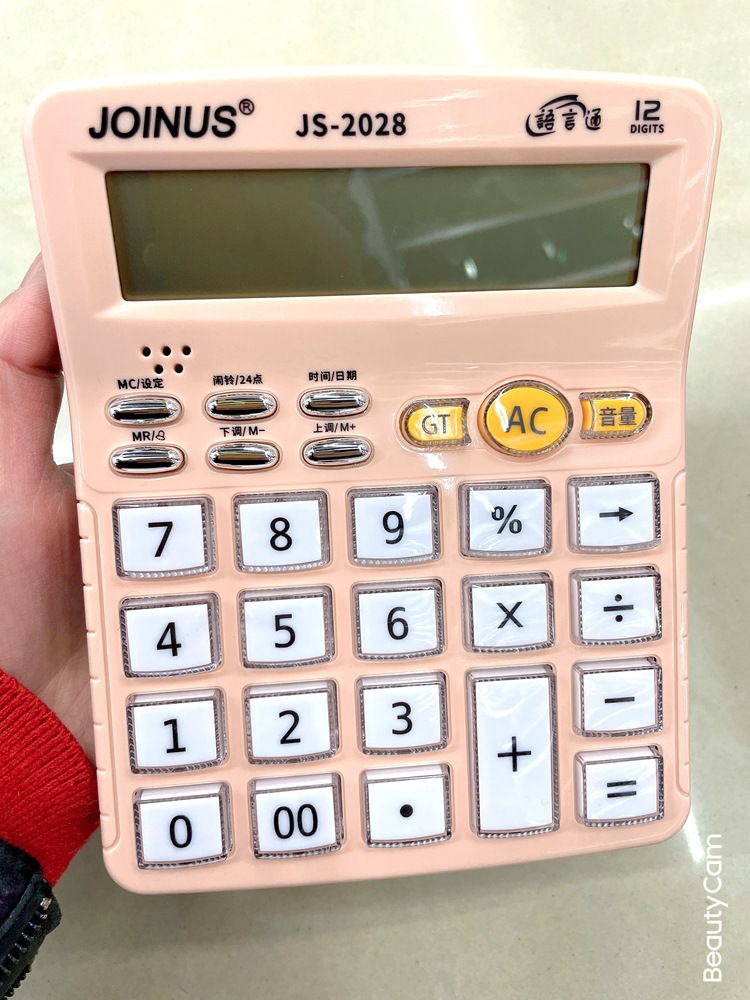 JOINUS®
JS-2028
語言通
12
DIGITS
MC/设定
闹铃/24点
时间/日期
MR/
下调/M-
上调/M+
GT
AC
音量
7
8
9
%
→
4
5
6
X
÷
1
2
3
+
-
0
00
.
=
BeautyCam